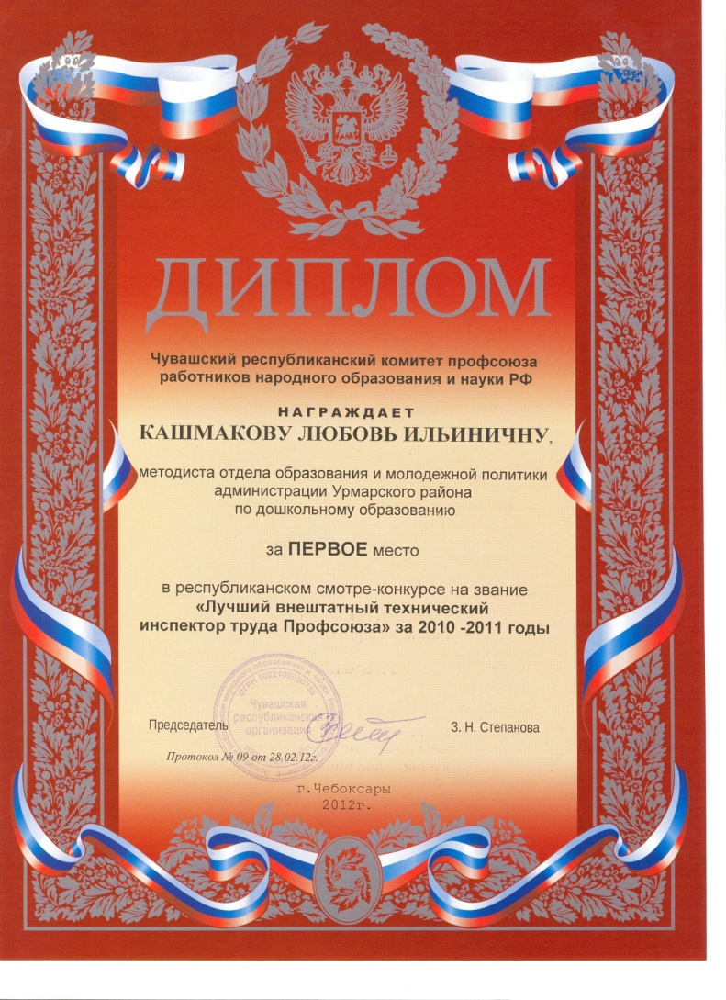 ДИПЛОМ
Чувашский республиканский комитет профсоюза
работников народного образования и науки РФ
НАГРАЖДАЕТ
КАШМАКОВУ ЛЮБОВЬ ИЛЬИНИЧНУ,
методиста отдела образования и молодежной политики
администрации Урмарского района
по дошкольному образованию
за ПЕРВОЕ место
в республиканском смотре-конкурсе на звание
«Лучший внештатный технический
инспектор труда Профсоюза» за 2010 -2011 годы
Чувашская
республиканская
организация
Председатель
З. Н. Степанова
Протокол № 09 от 28.02.12г.
г.Чебоксары
2012г.